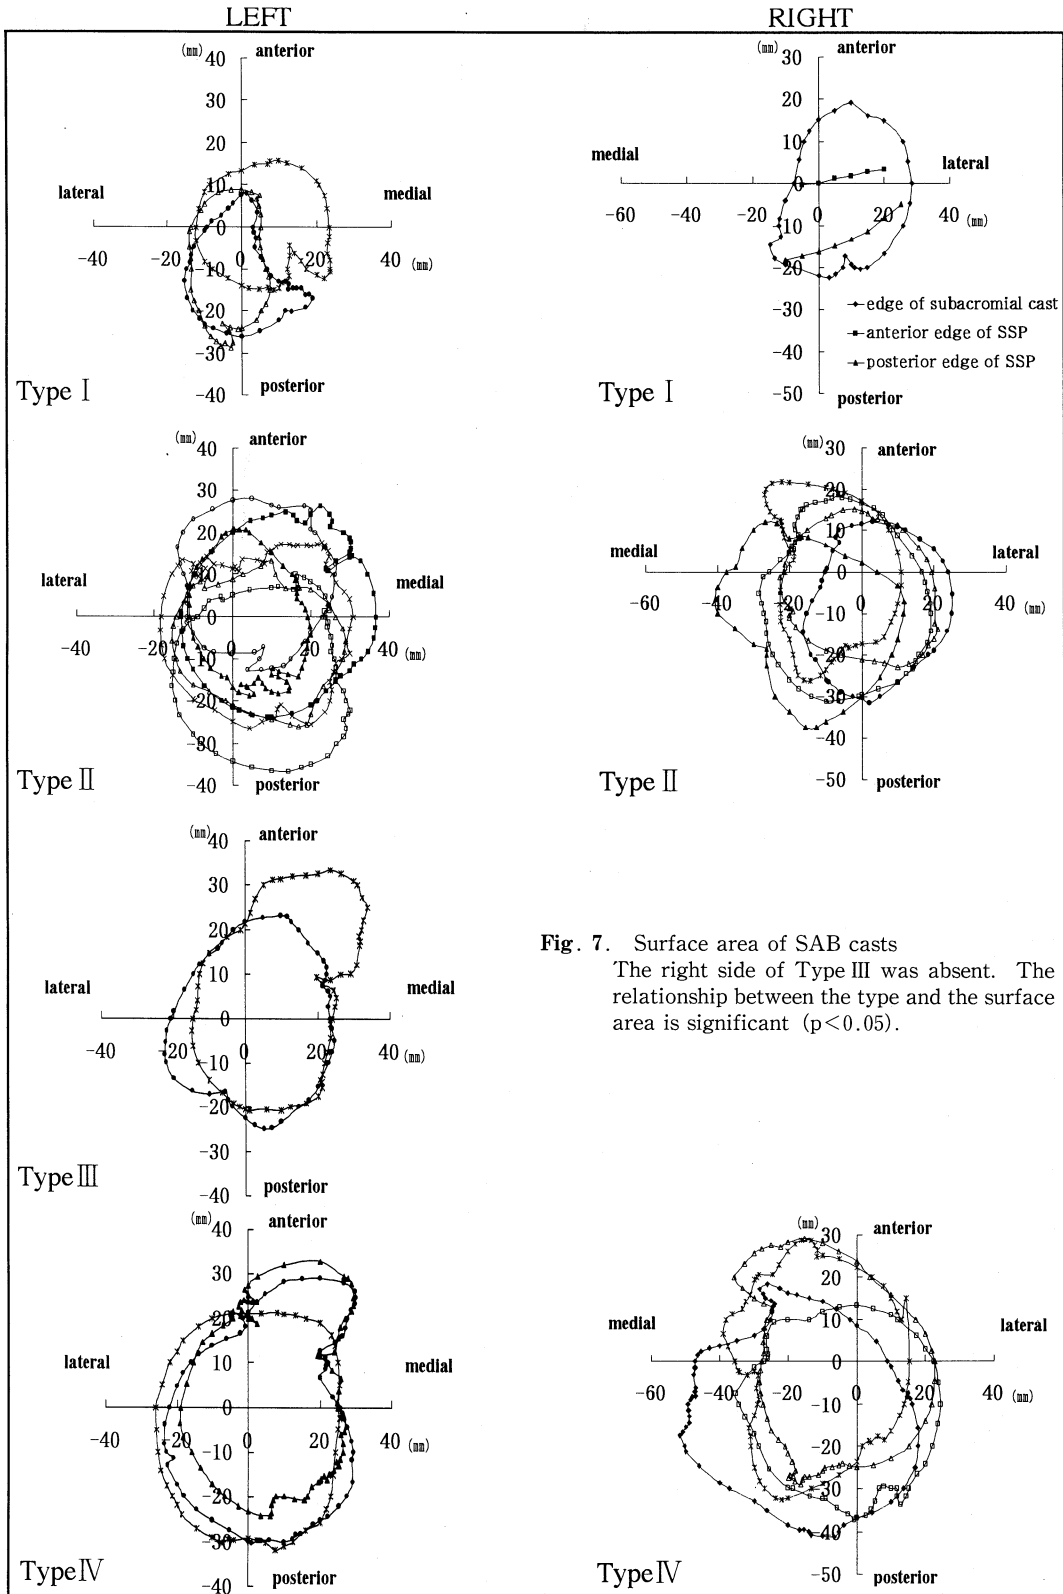 LEFT
RIGHT
(㎜) 40 anterior
30
20
lateral 10 medial
0
-40 -20 0 20 40 (㎜)
-10
-20
-30
-40 posterior
Type Ⅰ
(㎜) 30 anterior
20
medial 10 lateral
0
-60 -40 -20 0 20 40 (㎜)
-10
-20
-30
-40
-50 posterior
edge of subacromial cast
anterior edge of SSP
posterior edge of SSP
Type Ⅰ
(㎜) 40 anterior
30
20
lateral 10 medial
0
-40 -20 0 20 40 (㎜)
-10
-20
-30
-40 posterior
Type Ⅱ
(㎜) 30 anterior
20
10
medial 0 lateral
-60 -40 -20 0 20 40 (㎜)
-10
-20
-30
-40
-50 posterior
Type Ⅱ
(㎜) 40 anterior
30
20
10
lateral 0 medial
-40 -20 0 20 40 (㎜)
-10
-20
-30
-40 posterior
Type Ⅲ
Fig. 7. Surface area of SAB casts
The right side of Type Ⅲ was absent. The
relationship between the type and the surface
area is significant (p<0.05).
(㎜) 40 anterior
30
20
lateral 10 medial
0
-40 -20 0 20 40 (㎜)
-10
-20
-30
-40 posterior
Type Ⅳ
(㎜) 30 anterior
20
medial 10 lateral
0
-60 -40 -20 0 20 40 (㎜)
-10
-20
-30
-40
-50 posterior
Type Ⅳ